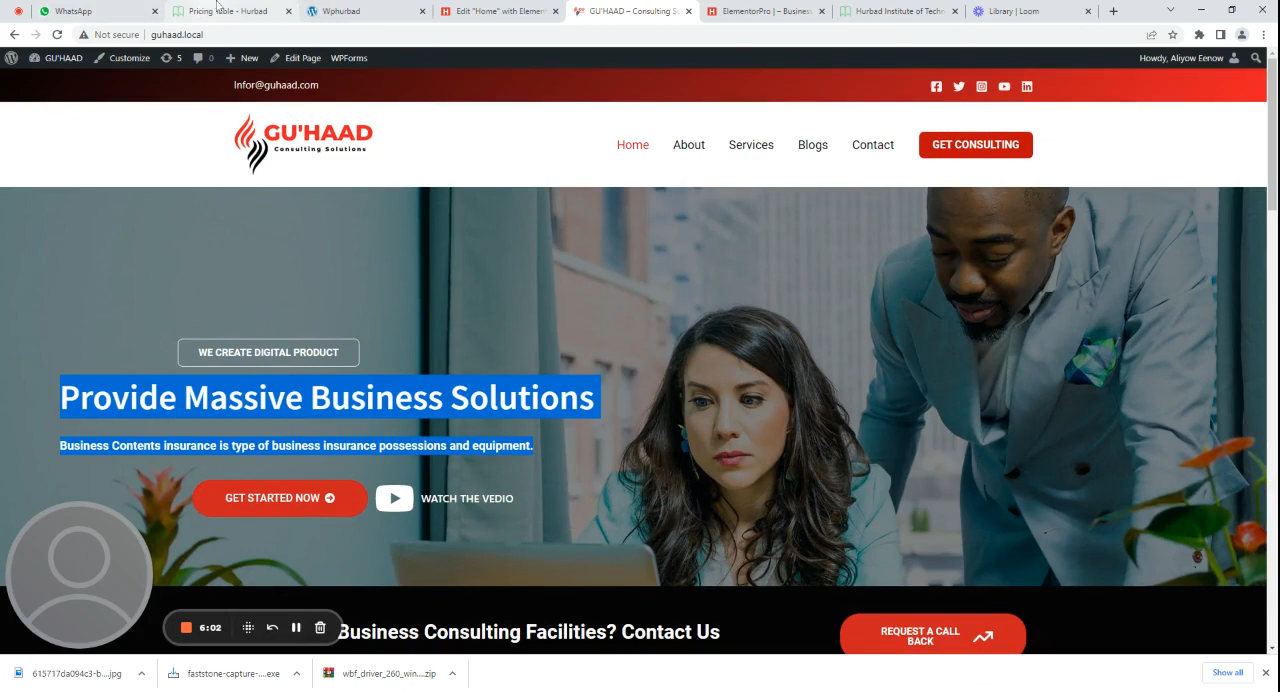 WhatsApp
Pricing Table - Hurbad
Wphurbad
Edit "Home" with Element
GU'HAAD – Consulting So
ElementorPro | – Business
Hurbad Institute of Techn
Library | Loom
Not secure
guhaad.local
GU'HAAD
Customize
5
0
New
Edit Page
WPForms
Howdy, Aliyow Eenow
Infor@guhaad.com
GU'HAAD
Consulting Solutions
Home
About
Services
Blogs
Contact
GET CONSULTING
WE CREATE DIGITAL PRODUCT
Provide Massive Business Solutions
Business Contents insurance is type of business insurance possessions and equipment.
GET STARTED NOW
WATCH THE VEDIO
6:02
Business Consulting Facilities? Contact Us
REQUEST A CALL
BACK
615717da094c3-b....jpg
faststone-capture-....exe
wbf_driver_260_win....zip
Show all